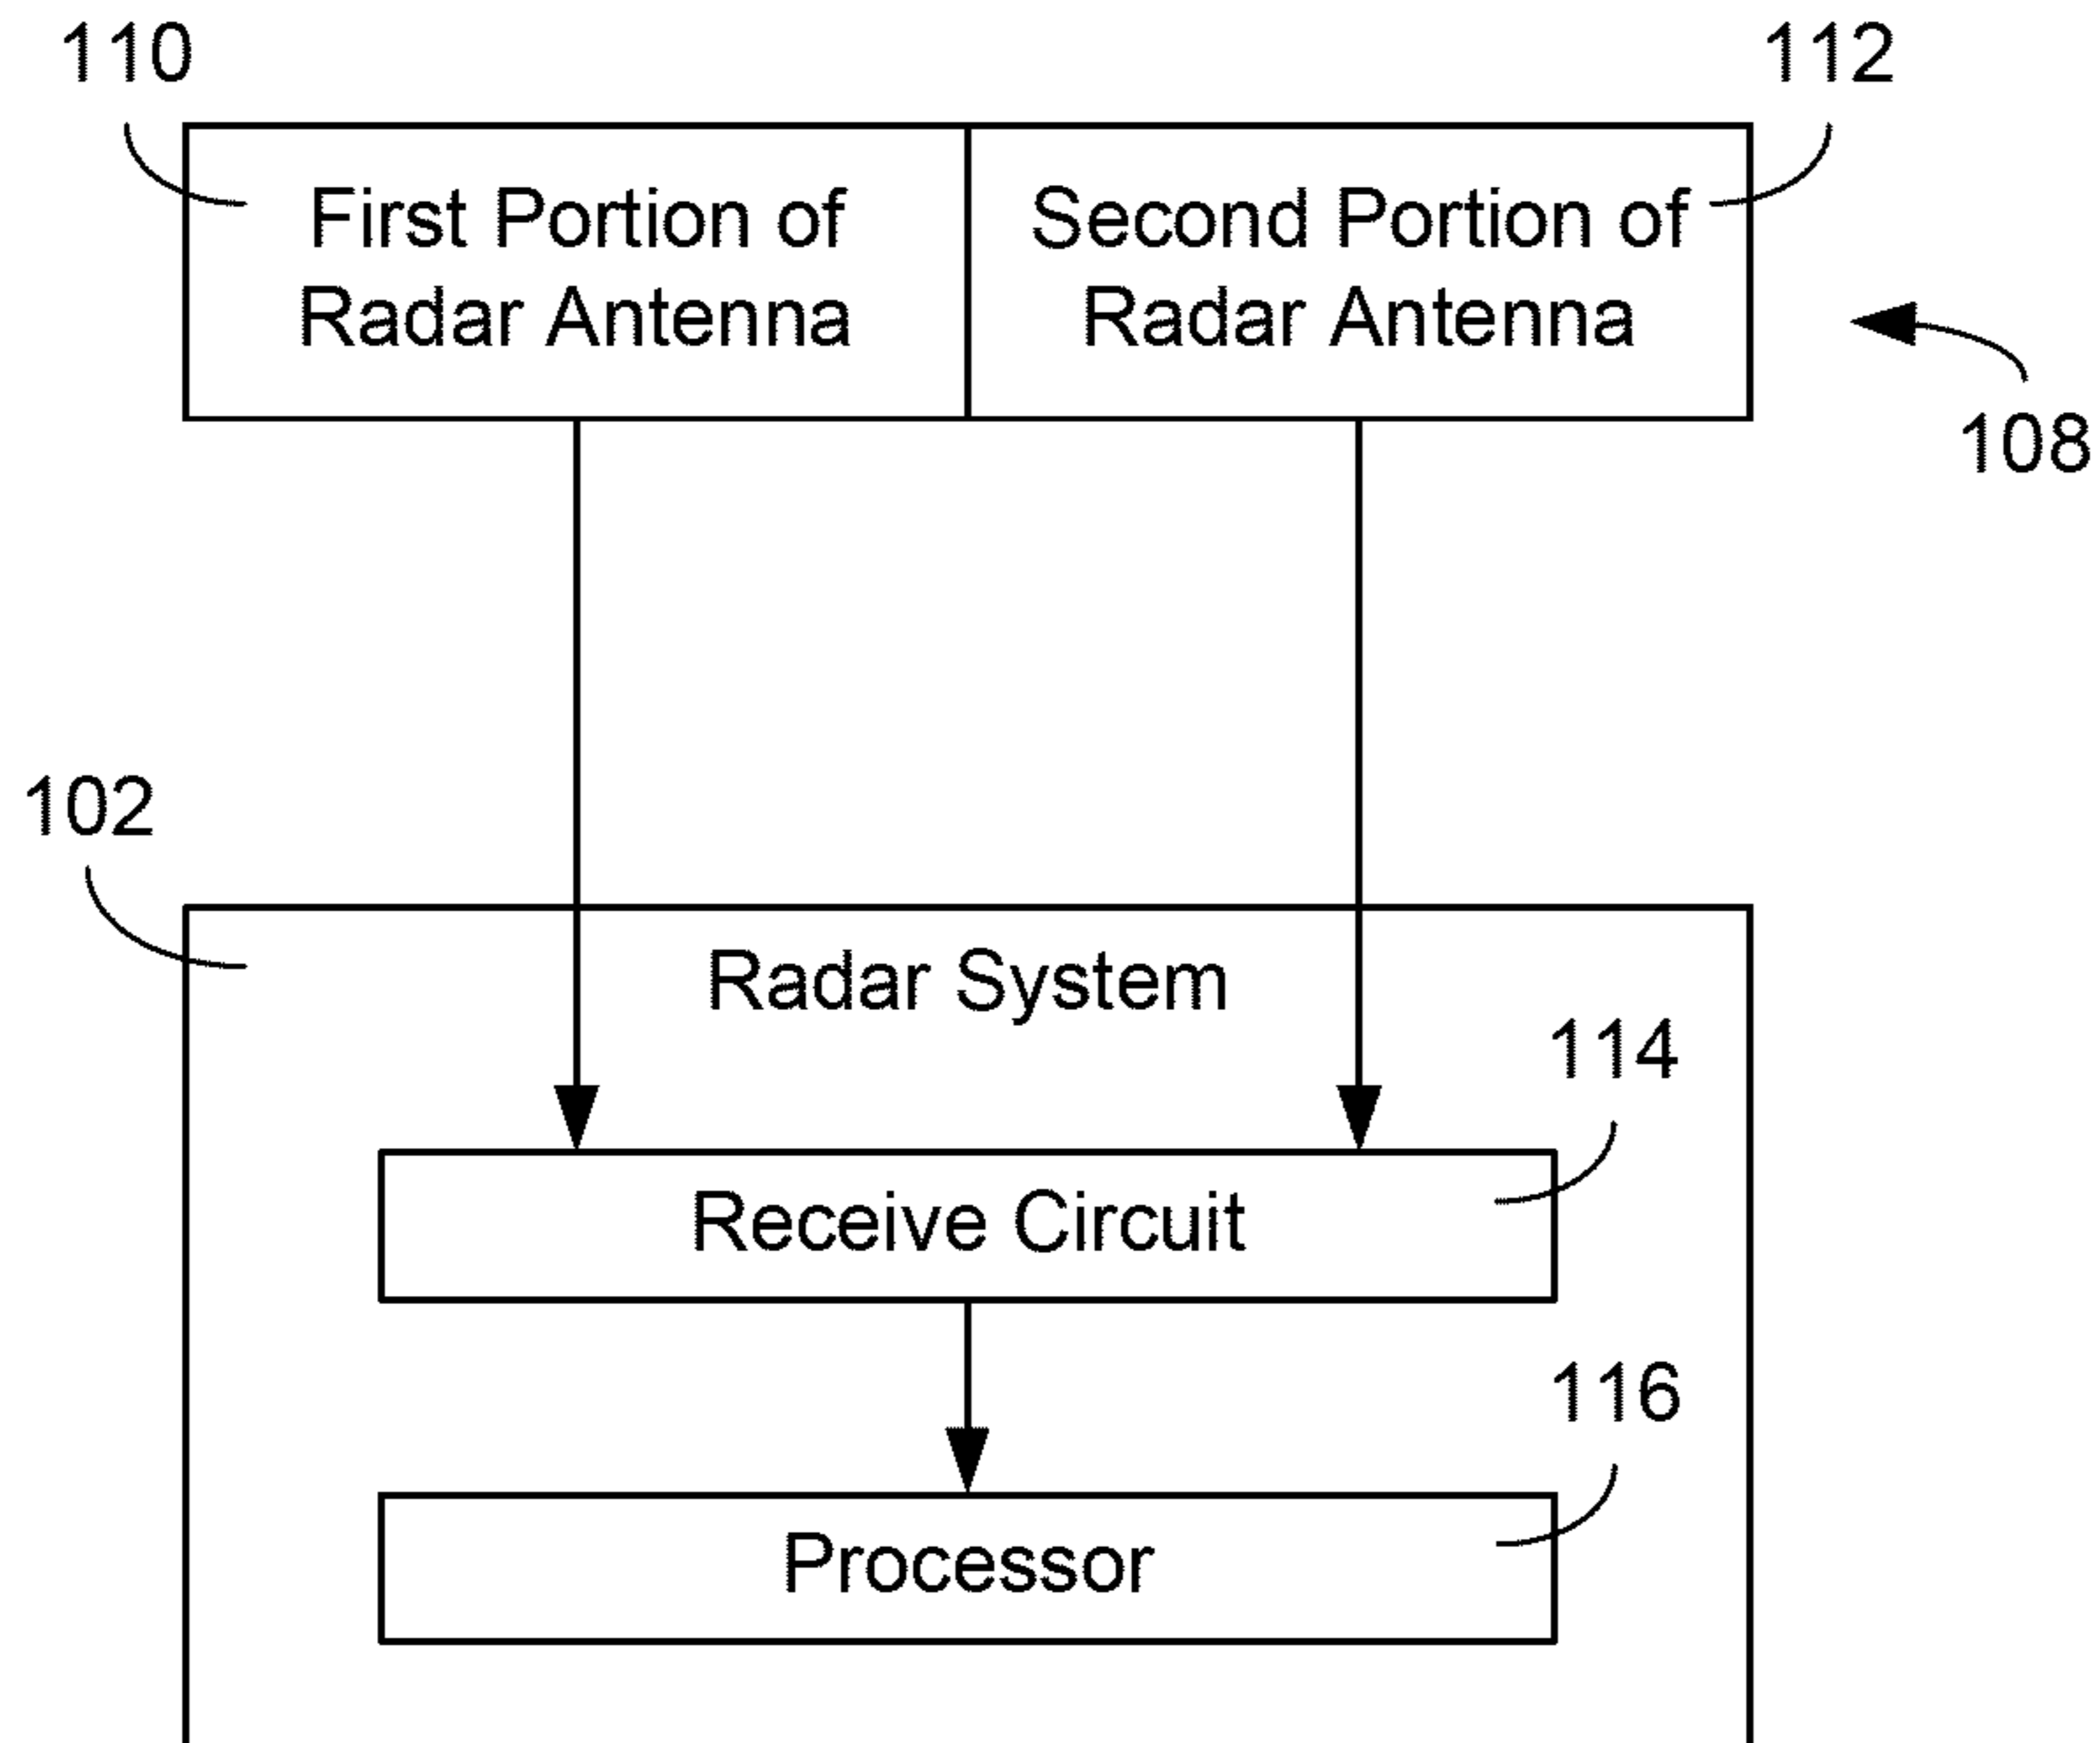 110
112
First Portion of
Radar Antenna
Second Portion of
Radar Antenna
108
102
Radar System
114
Receive Circuit
116
Processor